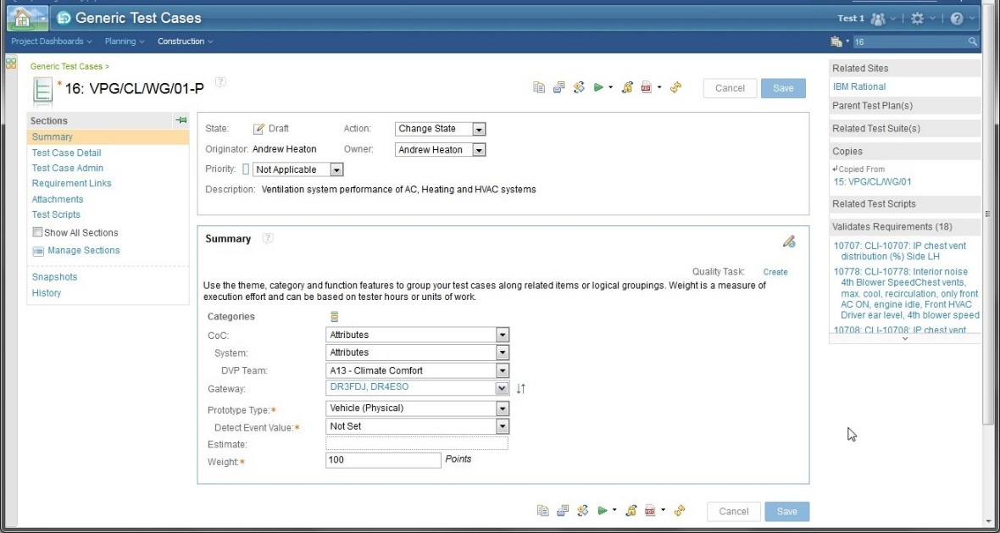 Generic Test Cases
Test 1
Project Dashboards Planning Construction
16
Generic Test Cases >
* 16: VPG/CL/WG/01-P ?
Cancel Save
Sections
Summary
Test Case Detail
Test Case Admin
Requirement Links
Attachments
Test Scripts
Show All Sections
Manage Sections
Snapshots
History
State: Draft Action: Change State
Originator: Andrew Heaton Owner: Andrew Heaton
Priority: Not Applicable
Description: Ventilation system performance of AC, Heating and HVAC systems
Summary ?
Quality Task: Create
Use the theme, category and function features to group your test cases along related items or logical groupings. Weight is a measure of
execution effort and can be based on tester hours or units of work.
Categories
CoC: Attributes
System: Attributes
DVP Team: A13 - Climate Comfort
Gateway: DR3FDJ, DR4ESO
Prototype Type:* Vehicle (Physical)
Detect Event Value:* Not Set
Estimate:
Weight:* 100 Points
Cancel Save
Related Sites
IBM Rational
Parent Test Plan(s)
Related Test Suite(s)
Copies
Copied From
15: VPG/CL/WG/01
Related Test Scripts
Validates Requirements (18)
10707: CLI-10707: IP chest vent
distribution (%) Side LH
10778: CLI-10778: Interior noise
4th Blower SpeedChest vents,
max. cool, recirculation, only front
AC ON, engine idle, Front HVAC
Driver ear level, 4th blower speed
10708: CLI-10708: IP chest vent